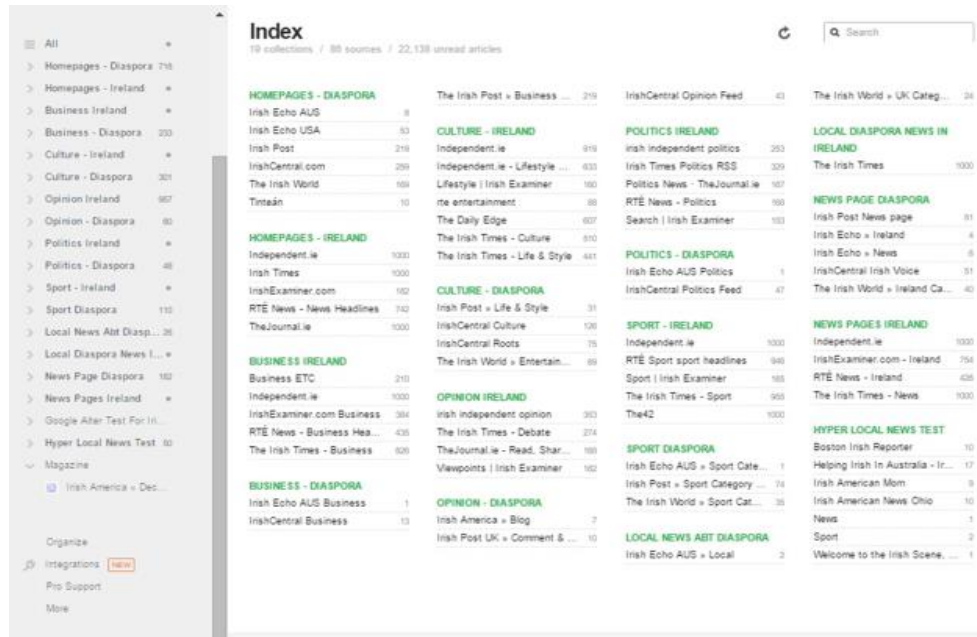 All
Homepages - Diaspora 718
Homepages - Ireland
Business Ireland
Business - Diaspora 233
Culture - Ireland
Culture - Diaspora 301
Opinion Ireland 967
Opinion - Diaspora 80
Politics Ireland
Politics - Diaspora 48
Sport - Ireland
Sport Diaspora 110
Local News Abt Diasp... 26
Local Diaspora News I...
News Page Diaspora 182
News Pages Ireland
Google Alter Test For Iri...
Hyper Local News Test 50
Magazine
Irish America » Dec...
Organize
Integrations NEW
Pro Support
More
Index
Search
19 collections / 88 sources / 22,138 unread articles
HOMEPAGES - DIASPORA
Irish Echo AUS 8
Irish Echo USA 53
Irish Post 219
IrishCentral.com 259
The Irish World 169
Tinteán 10
HOMEPAGES - IRELAND
Independent.ie 1000
Irish Times 1000
IrishExaminer.com 182
RTÉ News - News Headlines 742
TheJournal.ie 1000
BUSINESS IRELAND
Business ETC 210
Independent.ie 1000
IrishExaminer.com Business 384
RTÉ News - Business Hea... 435
The Irish Times - Business 826
BUSINESS - DIASPORA
Irish Echo AUS Business 1
IrishCentral Business 13
The Irish Post » Business ... 219
CULTURE - IRELAND
Independent.ie 919
Independent.ie - Lifestyle ... 633
Lifestyle | Irish Examiner 160
rte entertainment 88
The Daily Edge 607
The Irish Times - Culture 510
The Irish Times - Life & Style 441
CULTURE - DIASPORA
Irish Post » Life & Style 31
IrishCentral Culture 126
IrishCentral Roots 75
The Irish World » Entertain... 69
OPINION IRELAND
irish independent opinion 363
The Irish Times - Debate 274
TheJournal.ie - Read, Shar... 168
Viewpoints | Irish Examiner 162
OPINION - DIASPORA
Irish America » Blog 7
Irish Post UK » Comment & ... 10
IrishCentral Opinion Feed 43
POLITICS IRELAND
irish independent politics 253
Irish Times Politics RSS 329
Politics News · TheJournal.ie 167
RTÉ News - Politics 168
Search | Irish Examiner 103
POLITICS - DIASPORA
Irish Echo AUS Politics 1
IrishCentral Politics Feed 47
SPORT - IRELAND
Independent.ie 1000
RTÉ Sport sport headlines 946
Sport | Irish Examiner 165
The Irish Times - Sport 955
The42 1000
SPORT DIASPORA
Irish Echo AUS » Sport Cate... 1
Irish Post » Sport Category ... 74
The Irish World » Sport Cat... 35
LOCAL NEWS ABT DIASPORA
Irish Echo AUS » Local 2
The Irish World » UK Categ... 24
LOCAL DIASPORA NEWS IN
IRELAND
The Irish Times 1000
NEWS PAGE DIASPORA
Irish Post News page 81
Irish Echo » Ireland 4
Irish Echo » News 6
IrishCentral Irish Voice 51
The Irish World » Ireland Ca... 40
NEWS PAGES IRELAND
Independent.ie 1000
IrishExaminer.com - Ireland 754
RTÉ News - Ireland 435
The Irish Times - News 1000
HYPER LOCAL NEWS TEST
Boston Irish Reporter 10
Helping Irish In Australia - Ir... 17
Irish American Mom 9
Irish American News Ohio 10
News 1
Sport 2
Welcome to the Irish Scene, ... 1